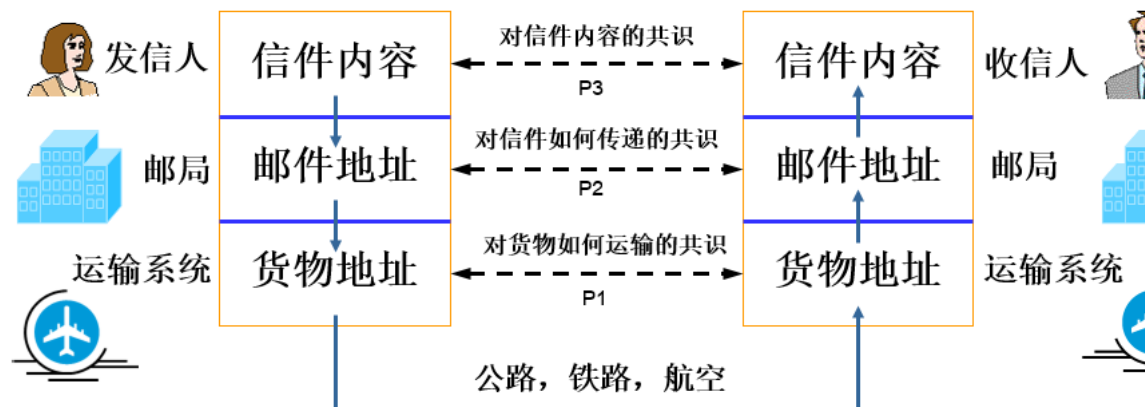 发信人 信件内容 对信件内容的共识 信件内容 收信人
P3
邮局 邮件地址 对信件如何传递的共识 邮件地址 邮局
P2
运输系统 货物地址 对货物如何运输的共识 货物地址 运输系统
P1
公路，铁路，航空